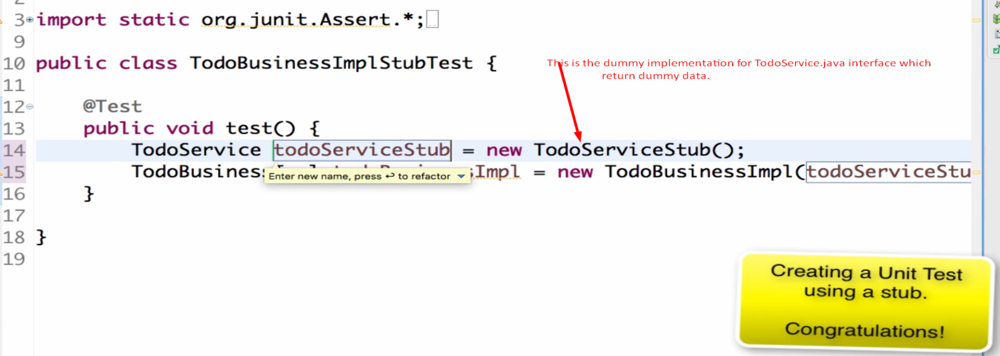 2
3 import static org.junit.Assert.*;
9
10 public class TodoBusinessImplStubTest {
This is the dummy implementation for TodoService.java interface which
return dummy data.
11
12 @Test
13 public void test() {
14 TodoService todoServiceStub = new TodoServiceStub();
15 TodoBusines sImpl = new TodoBusinessImpl(todoServiceStu
Enter new name, press ↩ to refactor
16 }
17
18 }
19
Creating a Unit Test
using a stub.
Congratulations!